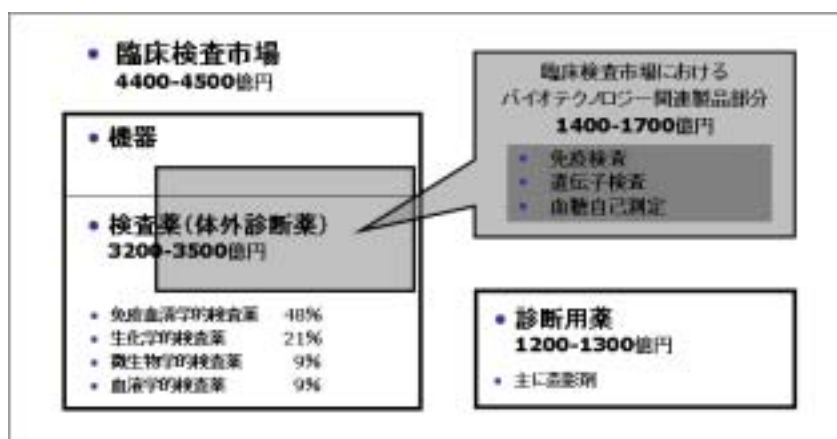 • 臨床検査市場
4400-4500億円
• 機器
• 検査薬(体外診断薬)
3200-3500億円
• 免疫血清学的検査薬 48%
• 生化学的検査薬 21%
• 微生物学的検査薬 9%
• 血液学的検査薬 9%
臨床検査市場における
バイオテクノロジー関連製品部分
1400-1700億円
• 免疫検査
• 遺伝子検査
• 血糖自己測定
• 診断用薬
1200-1300億円
• 主に造影剤